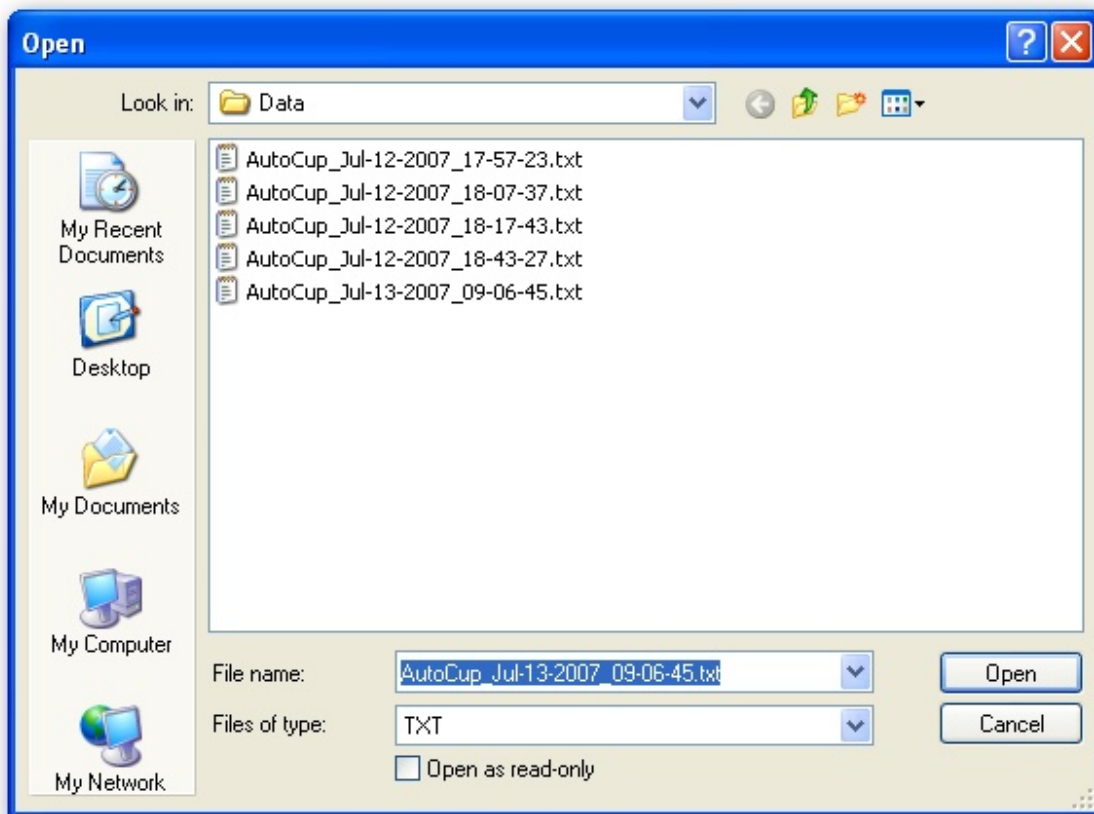 Open
Look in:
Data
AutoCup_Jul-12-2007_17-57-23.txt
AutoCup_Jul-12-2007_18-07-37.txt
AutoCup_Jul-12-2007_18-17-43.txt
AutoCup_Jul-12-2007_18-43-27.txt
AutoCup_Jul-13-2007_09-06-45.txt
My Recent
Documents
Desktop
My Documents
My Computer
My Network
File name:
AutoCup_Jul-13-2007_09-06-45.txt
Open
Files of type:
TXT
Cancel
Open as read-only